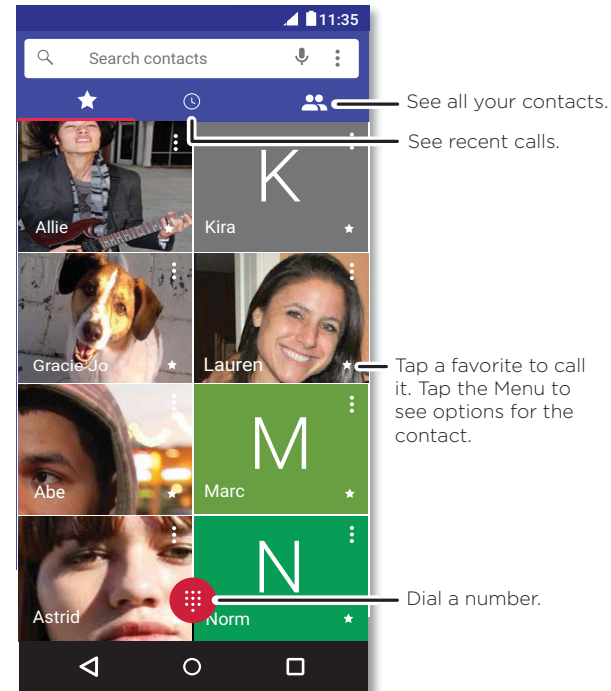 11:35
Search contacts
See all your contacts.
See recent calls.
K
Allie
Kira
Gracie Jo
Lauren
Tap a favorite to call
it. Tap the Menu to
see options for the
contact.
M
Abe
Marc
N
Dial a number.
Astrid
Norm